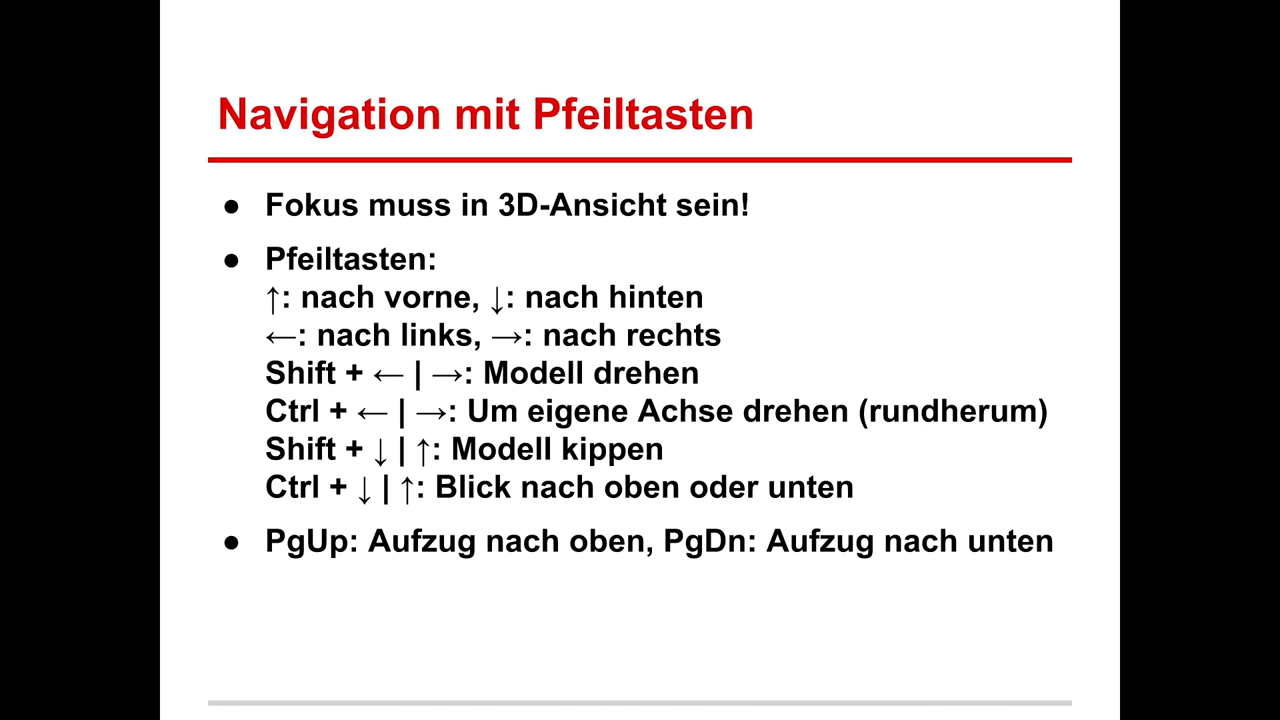 Navigation mit Pfeiltasten
● Fokus muss in 3D-Ansicht sein!
● Pfeiltasten:
↑: nach vorne, ↓: nach hinten
←: nach links, →: nach rechts
Shift + ← | →: Modell drehen
Ctrl + ← | →: Um eigene Achse drehen (rundherum)
Shift + ↓ | ↑: Modell kippen
Ctrl + ↓ | ↑: Blick nach oben oder unten
● PgUp: Aufzug nach oben, PgDn: Aufzug nach unten